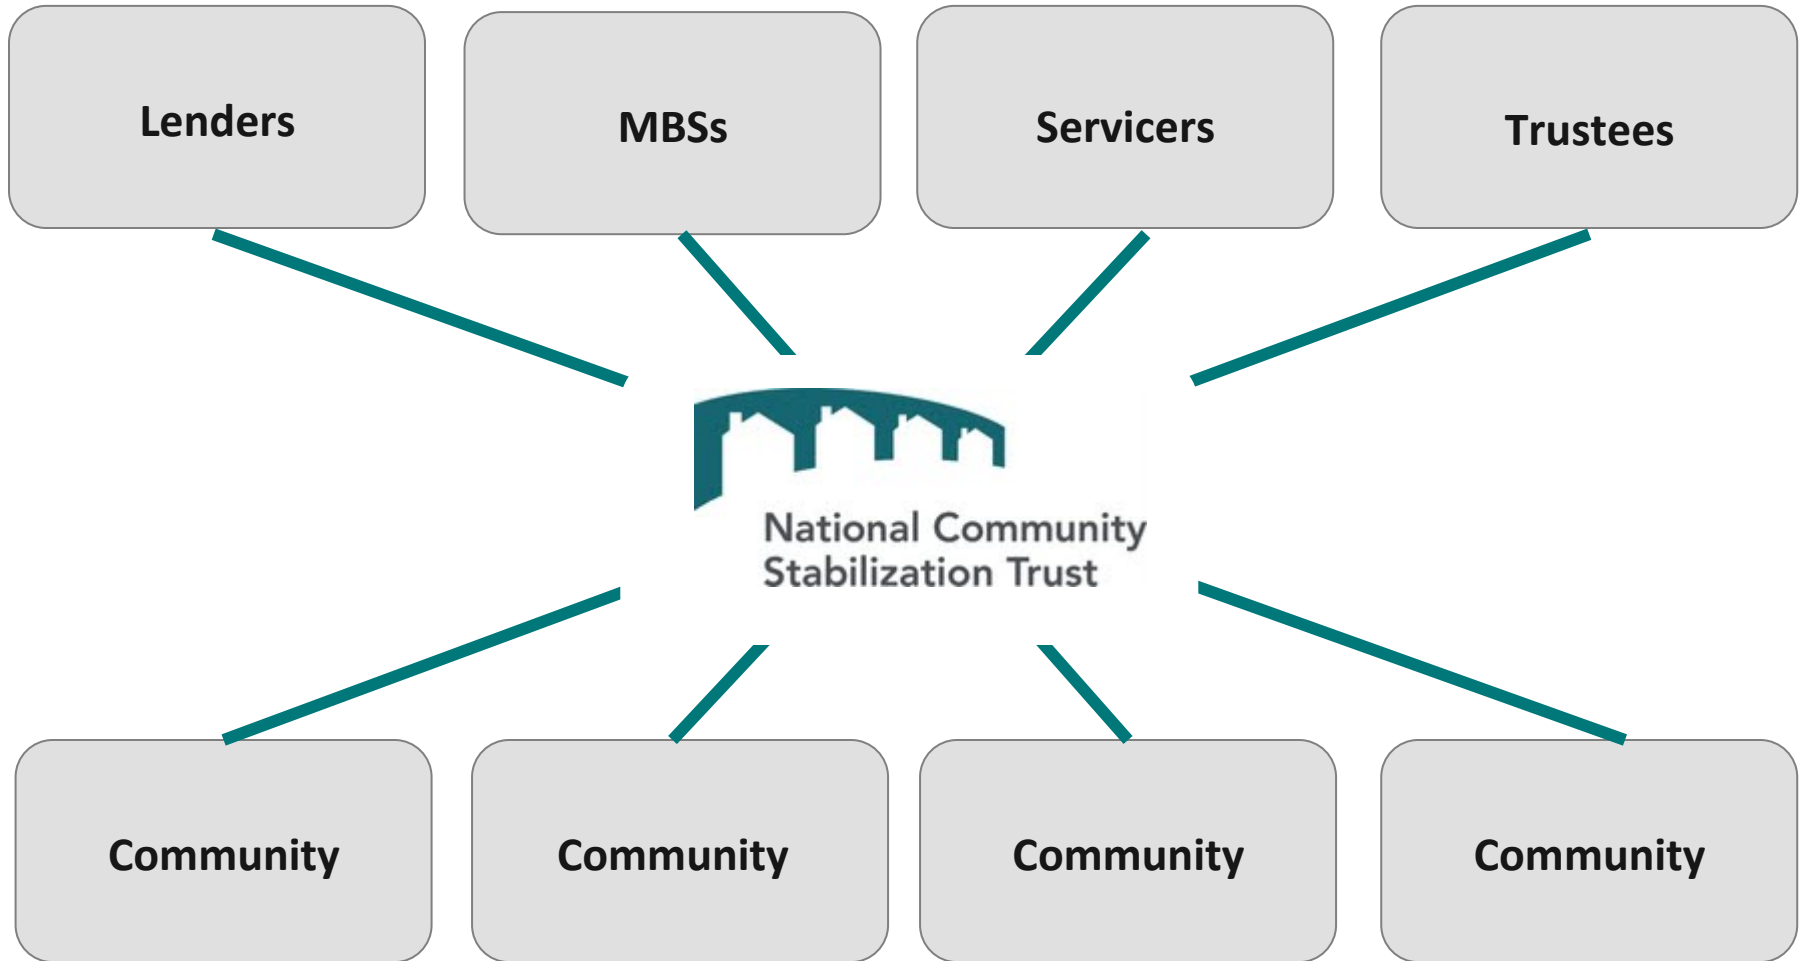 Lenders
MBSs
Servicers
Trustees
National Community
Stabilization Trust
Community
Community
Community
Community